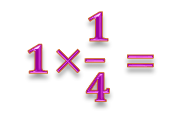 1 × 1/4 =